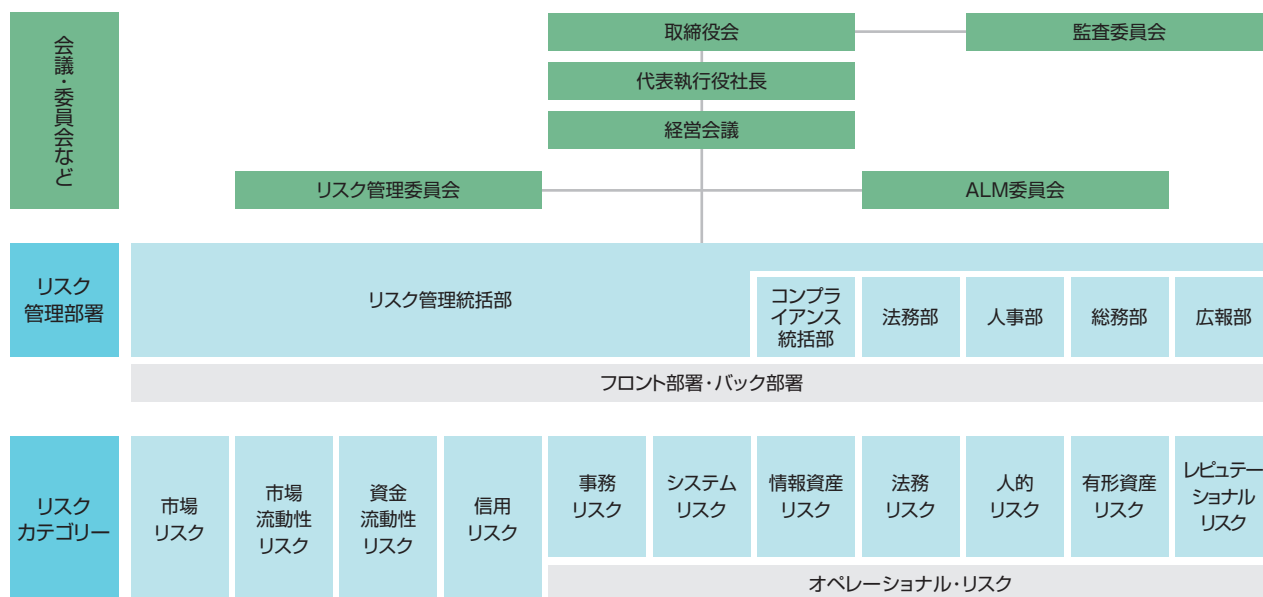 会議・委員会など
取締役会
監査委員会
代表執行役社長
経営会議
リスク管理委員会
ALM委員会
リスク
管理部署
リスク管理統括部
コンプラ
イアンス
統括部
法務部
人事部
総務部
広報部
フロント部署・バック部署
リスク
カテゴリー
市場
リスク
市場
流動性
リスク
資金
流動性
リスク
信用
リスク
事務
リスク
システム
リスク
情報資産
リスク
法務
リスク
人的
リスク
有形資産
リスク
レピュテー
ショナル
リスク
オペレーショナル・リスク